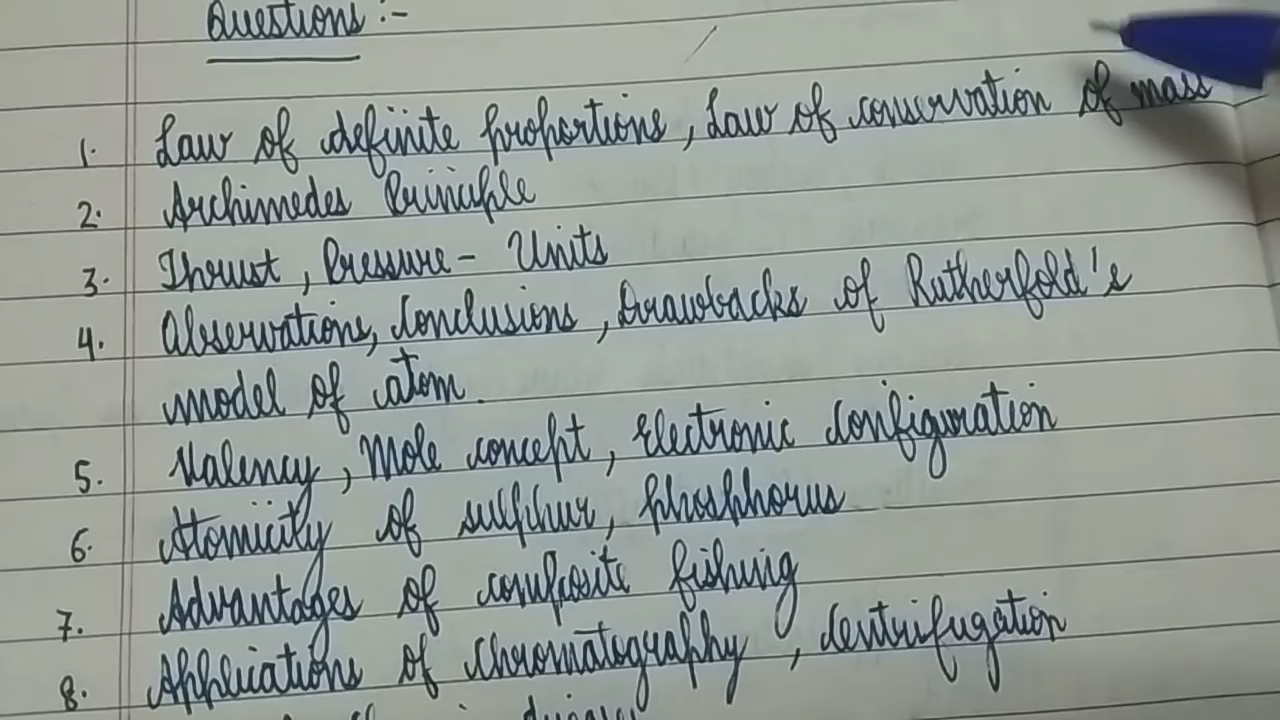 Questions :-
1. Law of definite proportions, Law of conservation of mass
2. Archimedes Principle
3. Thrust, Pressure - Units
4. Observations, Conclusions, Drawbacks of Rutherfold's
model of atom.
5. Valency, Mole concept, Electronic configuration
6. Atomicity of sulphur, phosphorus
7. Advantages of composite fishing
8. Applications of chromatography, Centrifugation